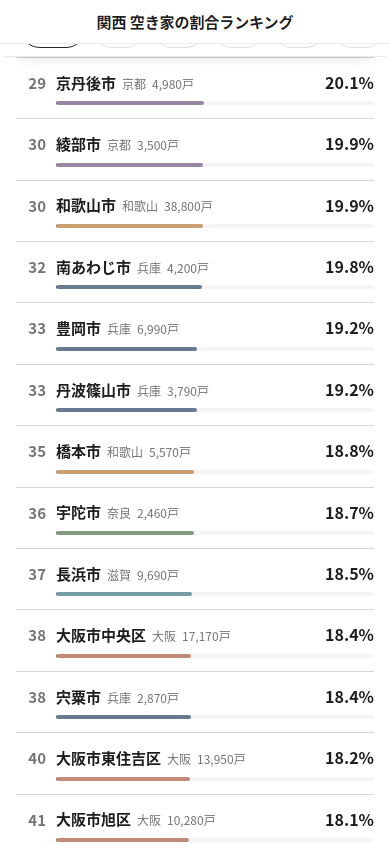 関西 空き家の割合ランキング
29 京丹後市 京都 4,980戸 20.1%
30 綾部市 京都 3,500戸 19.9%
30 和歌山市 和歌山 38,800戸 19.9%
32 南あわじ市 兵庫 4,200戸 19.8%
33 豊岡市 兵庫 6,990戸 19.2%
33 丹波篠山市 兵庫 3,790戸 19.2%
35 橋本市 和歌山 5,570戸 18.8%
36 宇陀市 奈良 2,460戸 18.7%
37 長浜市 滋賀 9,690戸 18.5%
38 大阪市中央区 大阪 17,170戸 18.4%
38 宍粟市 兵庫 2,870戸 18.4%
40 大阪市東住吉区 大阪 13,950戸 18.2%
41 大阪市旭区 大阪 10,280戸 18.1%